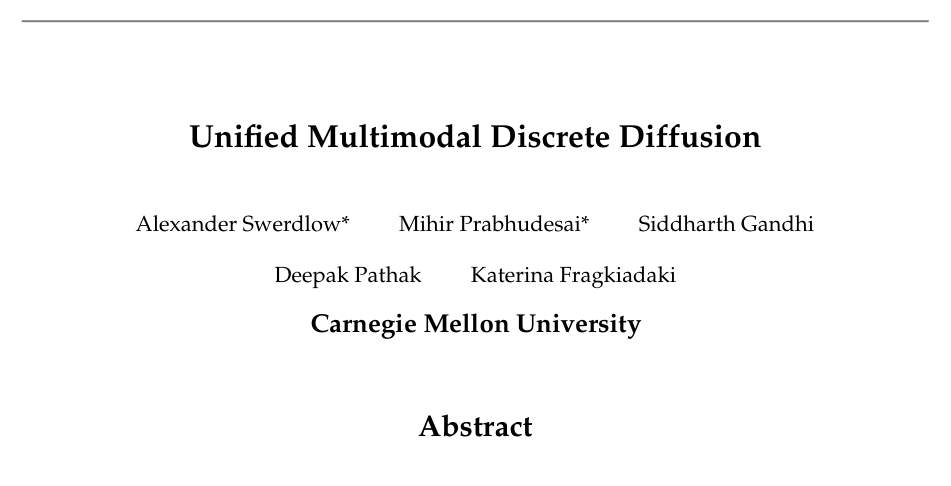 Unified Multimodal Discrete Diffusion
Alexander Swerdlow* Mihir Prabhudesai* Siddharth Gandhi
Deepak Pathak Katerina Fragkiadaki
Carnegie Mellon University
Abstract